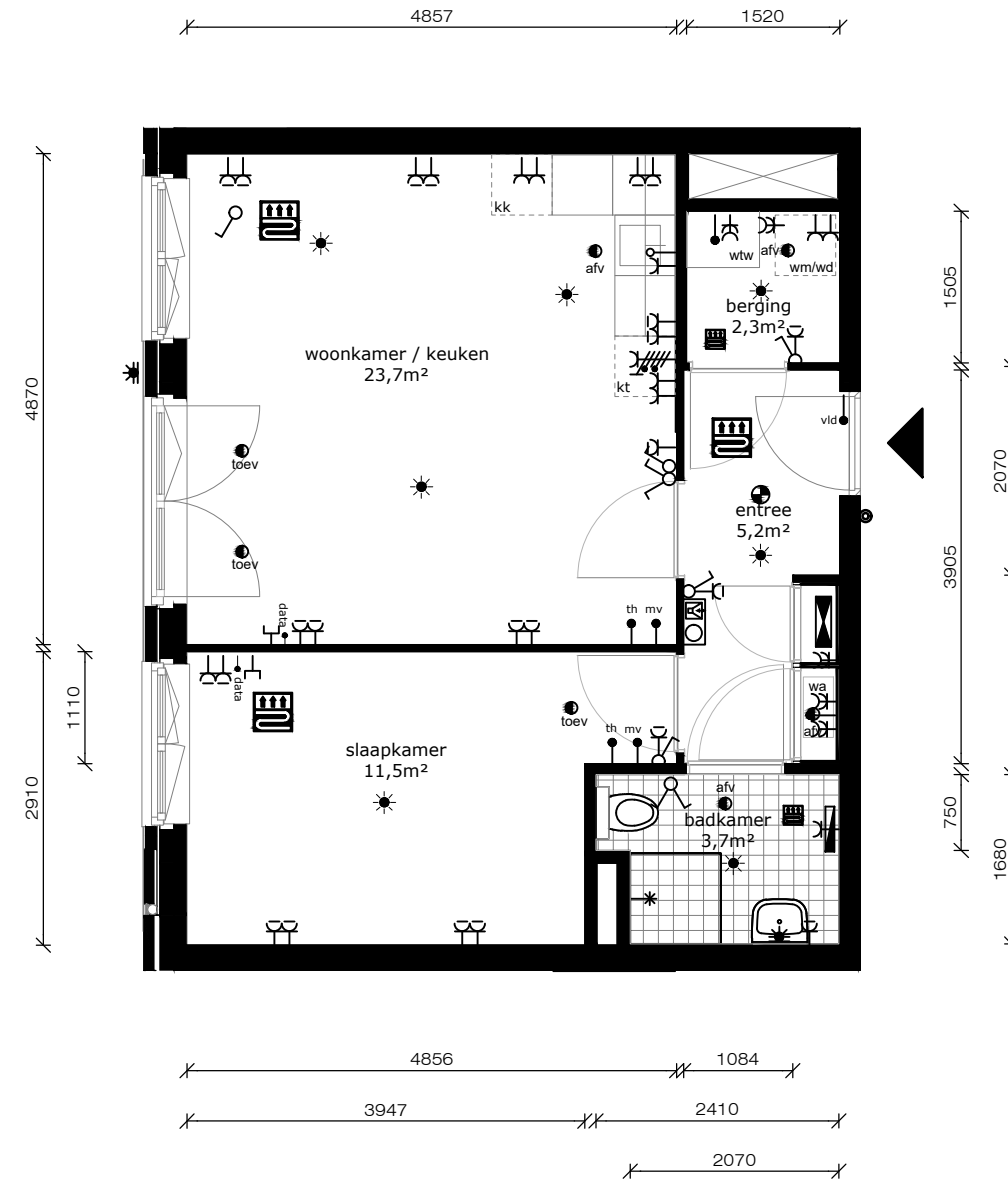 4857
1520
kk
afv
wtw
afv
wm/wd
berging
2,3m²
1505
woonkamer / keuken
23,7m²
kt
4870
vld
toev
2070
entree
5,2m²
toev
3905
data
th mv
data
wa
afv
1110
toev
th mv
slaapkamer
11,5m²
2910
afv
badkamer
3,7m²
750
1680
4856
1084
3947
2410
2070